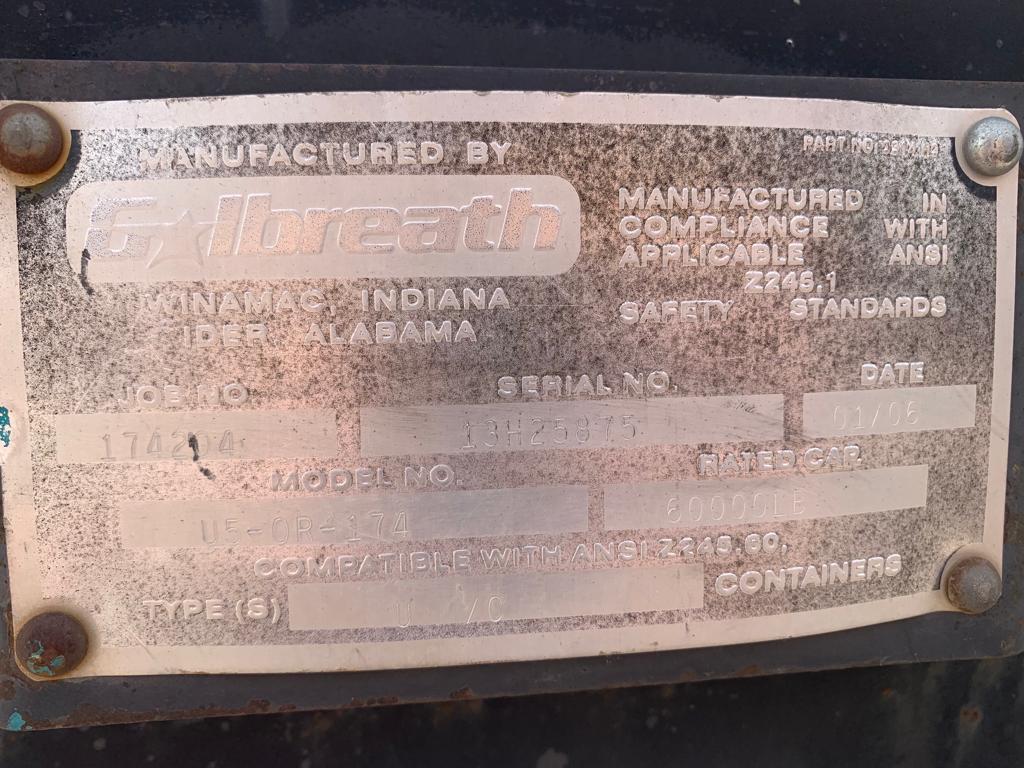 MANUFACTURED BY
Galbreath
WINAMAC, INDIANA
IDER, ALABAMA
PART NO.
MANUFACTURED IN
COMPLIANCE WITH
APPLICABLE ANSI
Z245.1
SAFETY STANDARDS
JOB NO.
174204
SERIAL NO.
13H25875
DATE
01/06
MODEL NO.
U5-OR-174
RATED CAP.
60000LB
COMPATIBLE WITH ANSI Z245.60,
TYPE(S) U /O CONTAINERS